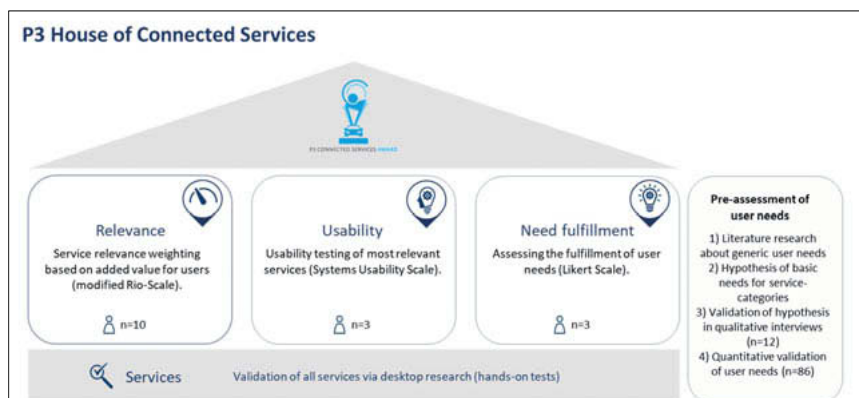 P3 House of Connected Services
P3 CONNECTED SERVICES AWARD
Relevance
Service relevance weighting
based on added value for users
(modified Rio-Scale).
n=10
Usability
Usability testing of most relevant
services (Systems Usability Scale).
n=3
Need fulfillment
Assessing the fulfillment of user
needs (Likert Scale).
n=3
Services
Validation of all services via desktop research (hands-on tests)
Pre-assessment of
user needs
1) Literature research
about generic user needs
2) Hypothesis of basic
needs for service-
categories
3) Validation of hypothesis
in qualitative interviews
(n=12)
4) Quantitative validation
of user needs (n=86)